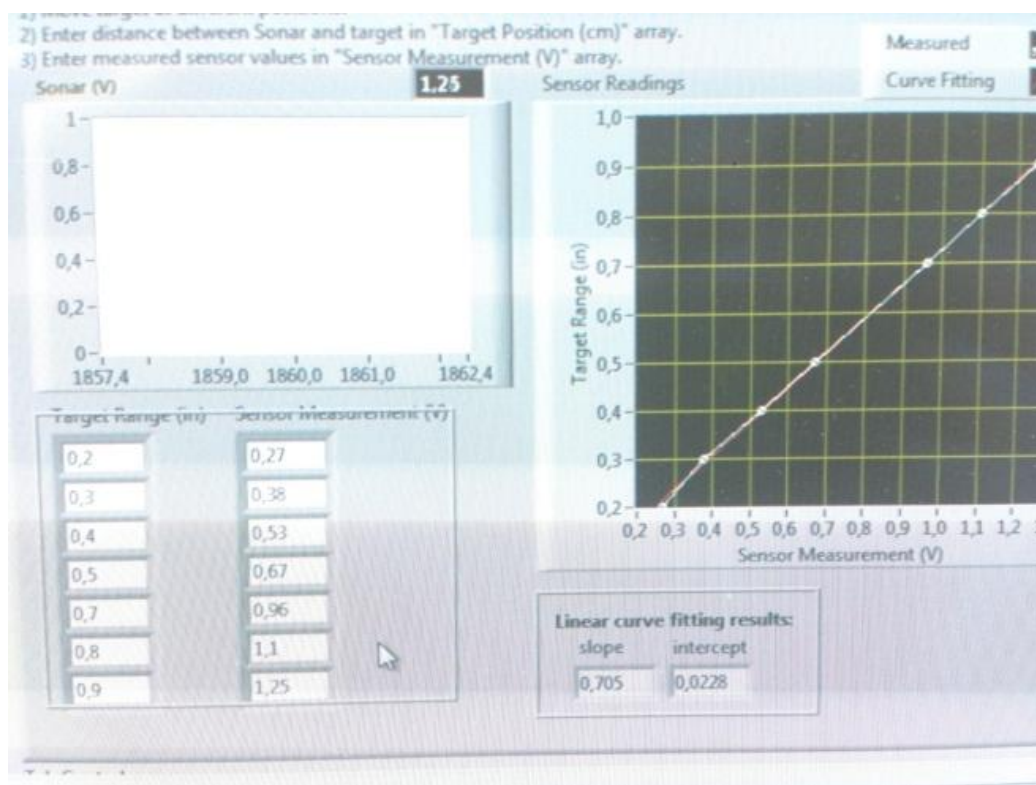 2) Enter distance between Sonar and target in "Target Position (cm)" array.
3) Enter measured sensor values in "Sensor Measurement (V)" array.
Measured
Curve Fitting
Sonar (V) 1.25
1
0,8
0,6
0,4
0,2
0
1857,4 1859,0 1860,0 1861,0 1862,4
Sensor Readings
1,0
0,9
0,8
0,7
0,6
0,5
0,4
0,3
0,2
Target Range (in)
0,2 0,3 0,4 0,5 0,6 0,7 0,8 0,9 1,0 1,1 1,2
Sensor Measurement (V)
Target Range (in) Sensor Measurement (V)
0,2 0,27
0,3 0,38
0,4 0,53
0,5 0,67
0,7 0,96
0,8 1,1
0,9 1,25
Linear curve fitting results:
slope intercept
0,705 0,0228